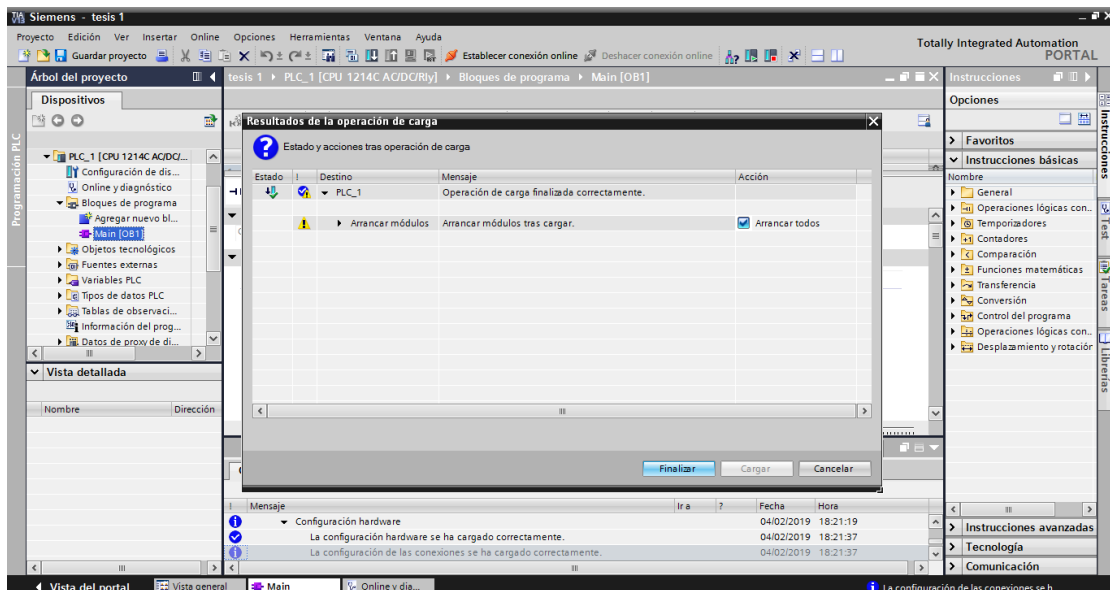 Siemens - tesis 1
Proyecto Edición Ver Insertar Online Opciones Herramientas Ventana Ayuda
Guardar proyecto Establecer conexión online Deshacer conexión online
Totally Integrated Automation
PORTAL
Árbol del proyecto
tesis 1 PLC_1 [CPU 1214C AC/DC/Rly] Bloques de programa Main [OB1]
Instrucciones
Dispositivos
Opciones
Programación PLC
PLC_1 [CPU 1214C AC/DC/...
Configuración de dis...
Online y diagnóstico
Bloques de programa
Agregar nuevo bl...
Main [OB1]
Objetos tecnológicos
Fuentes externas
Variables PLC
Tipos de datos PLC
Tablas de observaci...
Información del prog...
Datos de proxy de di...
Vista detallada
Nombre Dirección
Resultados de la operación de carga
Estado y acciones tras operación de carga
Estado ! Destino Mensaje Acción
PLC_1 Operación de carga finalizada correctamente.
Arrancar módulos Arrancar módulos tras cargar. Arrancar todos
Finalizar Cargar Cancelar
! Mensaje Ir a ? Fecha Hora
Configuración hardware 04/02/2019 18:21:19
La configuración hardware se ha cargado correctamente. 04/02/2019 18:21:37
La configuración de las conexiones se ha cargado correctamente. 04/02/2019 18:21:37
Favoritos
Instrucciones básicas
Nombre
General
Operaciones lógicas con..
Temporizadores
Contadores
Comparación
Funciones matemáticas
Transferencia
Conversión
Control del programa
Operaciones lógicas con..
Desplazamiento y rotación
Instrucciones avanzadas
Tecnología
Comunicación
Instrucciones
Test
Tareas
Librerías
Vista del portal Vista general Main Online y dia... La configuración de las conexiones se h...